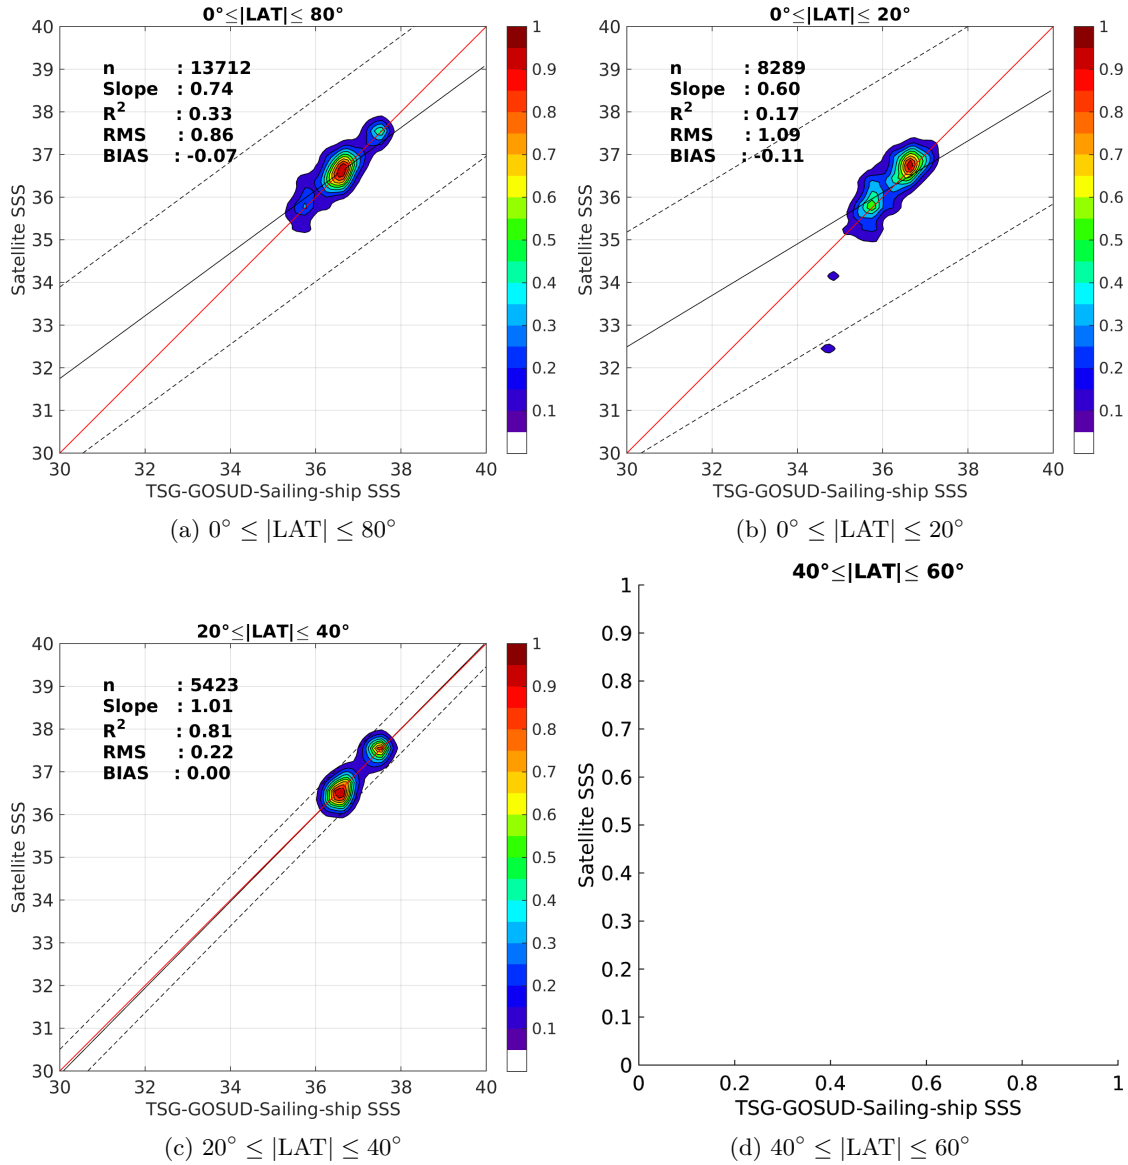 0°≤|LAT|≤ 80°
40
39
38
37
36
35
34
33
32
31
30
Satellite SSS
n : 13712
Slope : 0.74
R2 : 0.33
RMS : 0.86
BIAS : -0.07
30 32 34 36 38 40
TSG-GOSUD-Sailing-ship SSS
1
0.9
0.8
0.7
0.6
0.5
0.4
0.3
0.2
0.1
(a) 0° ≤ |LAT| ≤ 80°
0°≤|LAT|≤ 20°
40
39
38
37
36
35
34
33
32
31
30
Satellite SSS
n : 8289
Slope : 0.60
R2 : 0.17
RMS : 1.09
BIAS : -0.11
30 32 34 36 38 40
TSG-GOSUD-Sailing-ship SSS
1
0.9
0.8
0.7
0.6
0.5
0.4
0.3
0.2
0.1
(b) 0° ≤ |LAT| ≤ 20°
20°≤|LAT|≤ 40°
40
39
38
37
36
35
34
33
32
31
30
Satellite SSS
n : 5423
Slope : 1.01
R2 : 0.81
RMS : 0.22
BIAS : 0.00
30 32 34 36 38 40
TSG-GOSUD-Sailing-ship SSS
1
0.9
0.8
0.7
0.6
0.5
0.4
0.3
0.2
0.1
(c) 20° ≤ |LAT| ≤ 40°
40°≤|LAT|≤ 60°
1
0.9
0.8
0.7
0.6
0.5
0.4
0.3
0.2
0.1
0
Satellite SSS
0 0.2 0.4 0.6 0.8 1
TSG-GOSUD-Sailing-ship SSS
(d) 40° ≤ |LAT| ≤ 60°